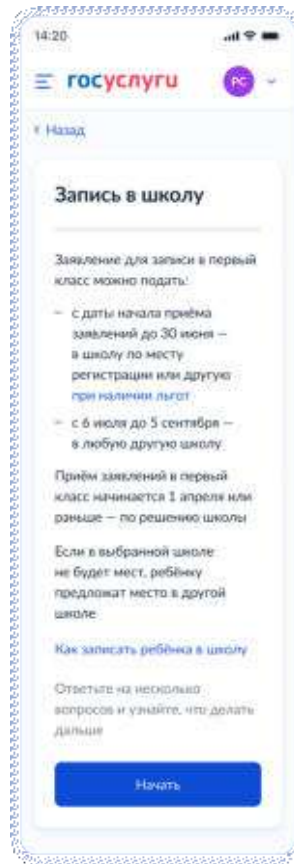 14:20
госуслуги
РС
Назад
Запись в школу
Заявление для записи в первый
класс можно подать:
– с даты начала приёма
заявлений до 30 июня –
в школу по месту
регистрации или другую
при наличии льгот
– с 6 июля до 5 сентября –
в любую другую школу
Приём заявлений в первый
класс начинается 1 апреля или
раньше – по решению школы
Если в выбранной школе
не будет мест, ребёнку
предложат место в другой
школе
Как записать ребёнка в школу
Ответьте на несколько
вопросов и узнайте, что делать
дальше
Начать